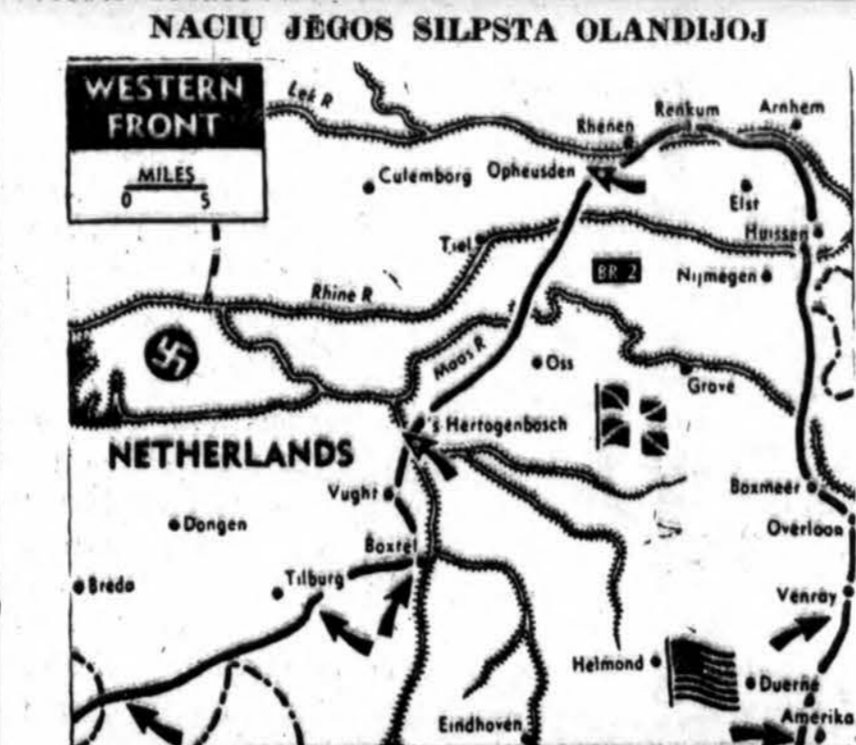 NACIŲ JĖGOS SILPSTA OLANDIJOJ
WESTERN
FRONT
MILES
0 5
Lek R
Rhenen
Renkum
Arnhem
Culemborg
Opheusden
Elst
Tiel
Huissen
BR 2
Nijmegen
Rhine R
Maas R
Oss
Grave
's Hertogenbosch
NETHERLANDS
Vught
Boxmeer
Dongen
Overloon
Boxtel
Breda
Tilburg
Venray
Helmond
Duerne
Amerika
Eindhoven